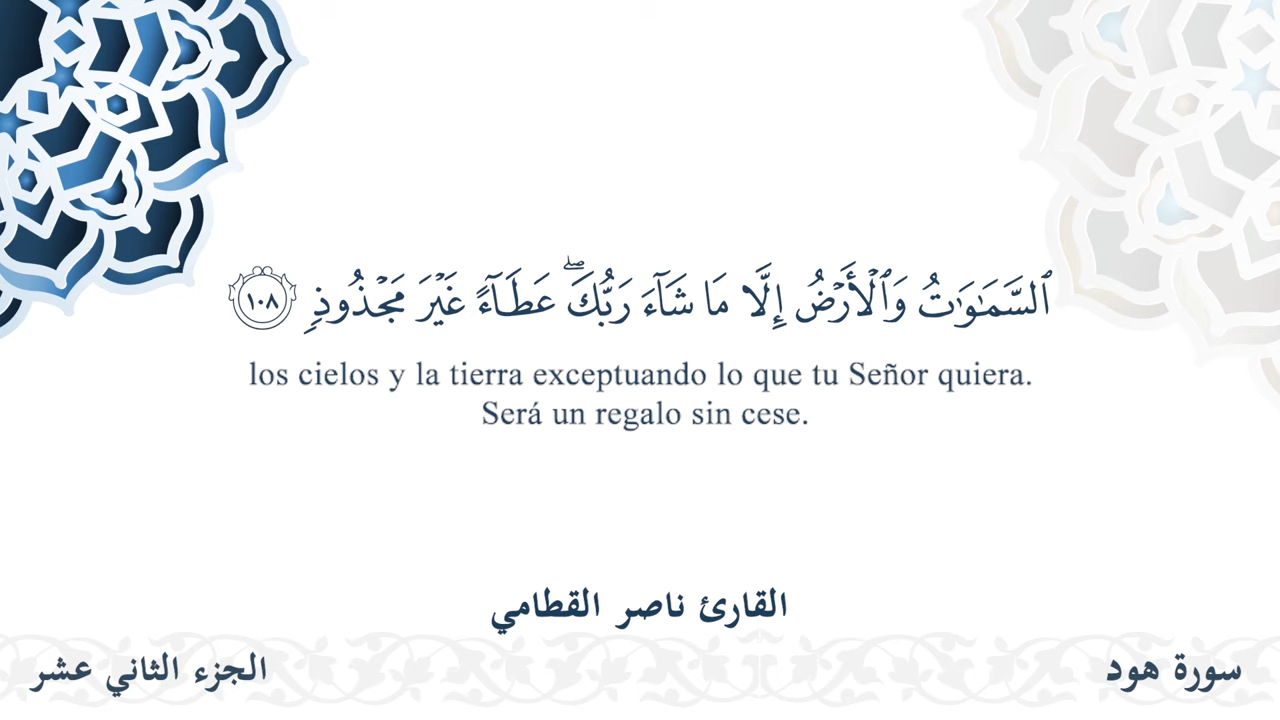 ٱلسَّمَـٰوَٰتُ وَٱلْأَرْضُ إِلَّا مَا شَآءَ رَبُّكَ ۖ عَطَآءً غَيْرَ مَجْذُوذٍ ١٠٨
los cielos y la tierra exceptuando lo que tu Señor quiera.
Será un regalo sin cese.
القارئ ناصر القطامي
سورة هود
الجزء الثاني عشر